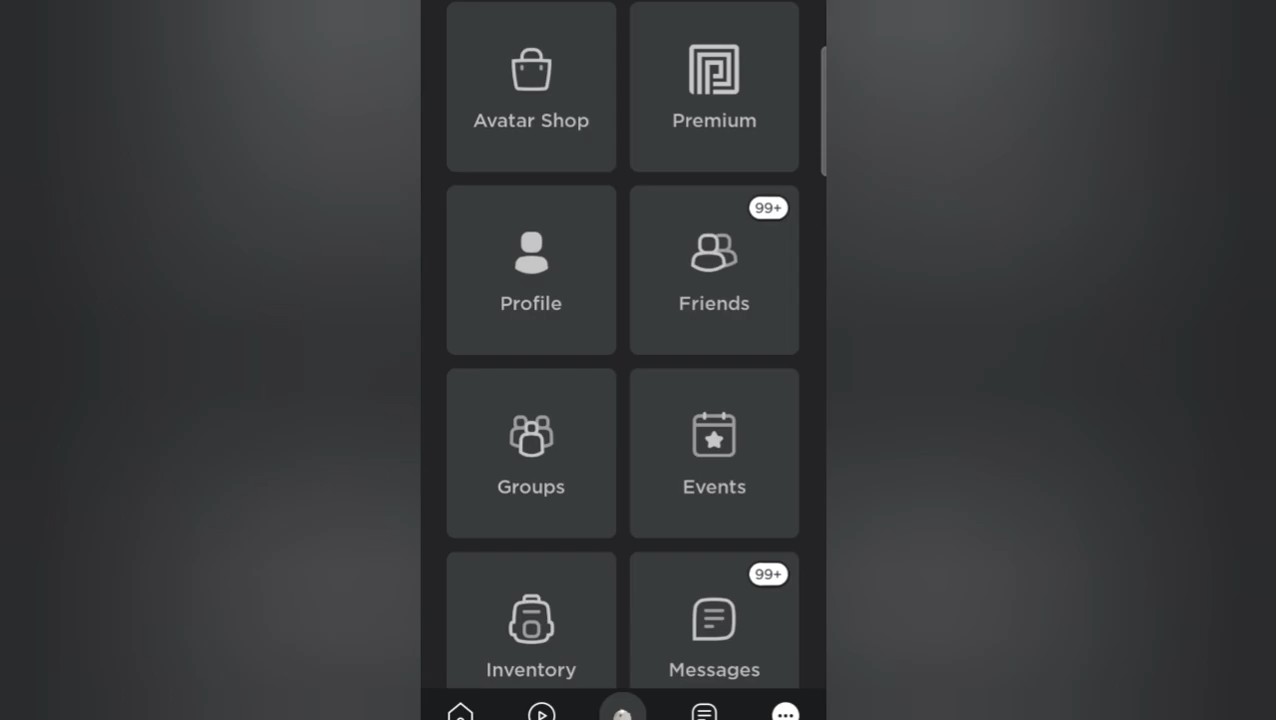 Avatar Shop
Premium
99+
Profile
Friends
Groups
Events
99+
Inventory
Messages